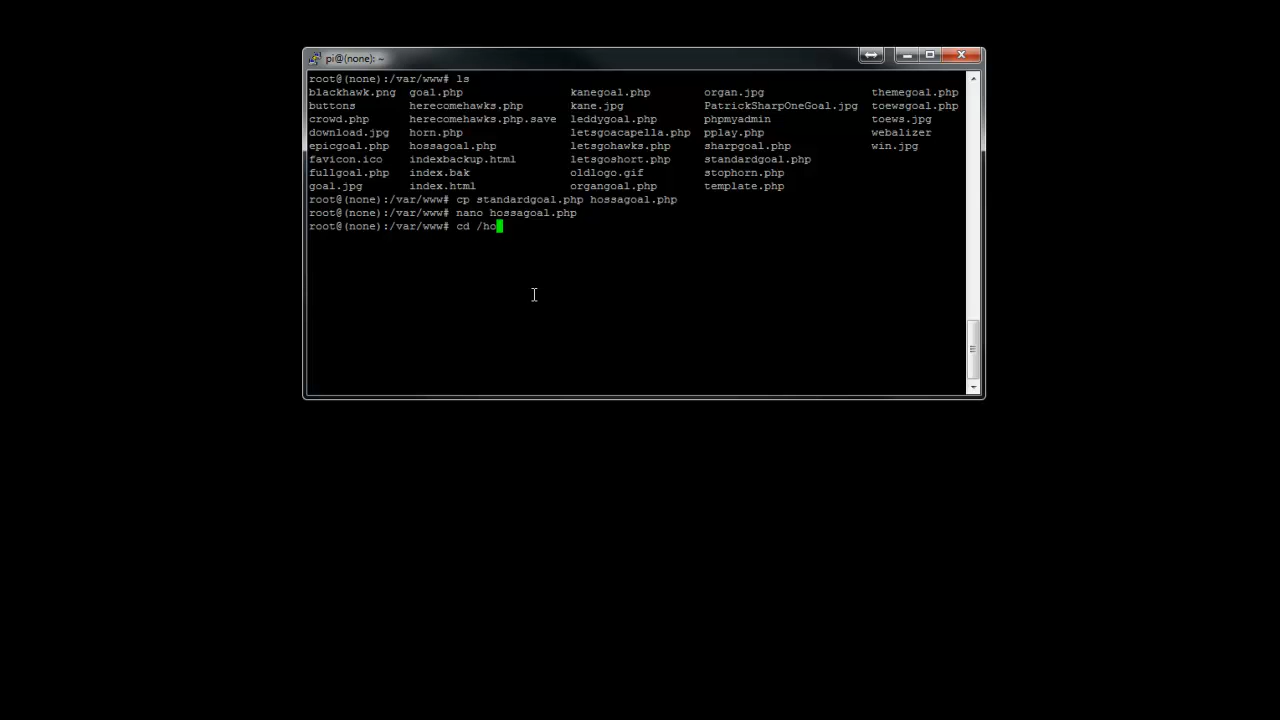 pi@(none): ~
root@(none):/var/www# ls
blackhawk.png goal.php kanegoal.php organ.jpg themegoal.php
buttons herecomehawks.php kane.jpg PatrickSharpOneGoal.jpg toewsgoal.php
crowd.php herecomehawks.php.save leddygoal.php phpmyadmin toews.jpg
download.jpg horn.php letsgoacapella.php pplay.php webalizer
epicgoal.php hossagoal.php letsgohawks.php sharpgoal.php win.jpg
favicon.ico indexbackup.html letsgoshort.php standardgoal.php
fullgoal.php index.bak oldlogo.gif stophorn.php
goal.jpg index.html organgoal.php template.php
root@(none):/var/www# cp standardgoal.php hossagoal.php
root@(none):/var/www# nano hossagoal.php
root@(none):/var/www# cd /ho